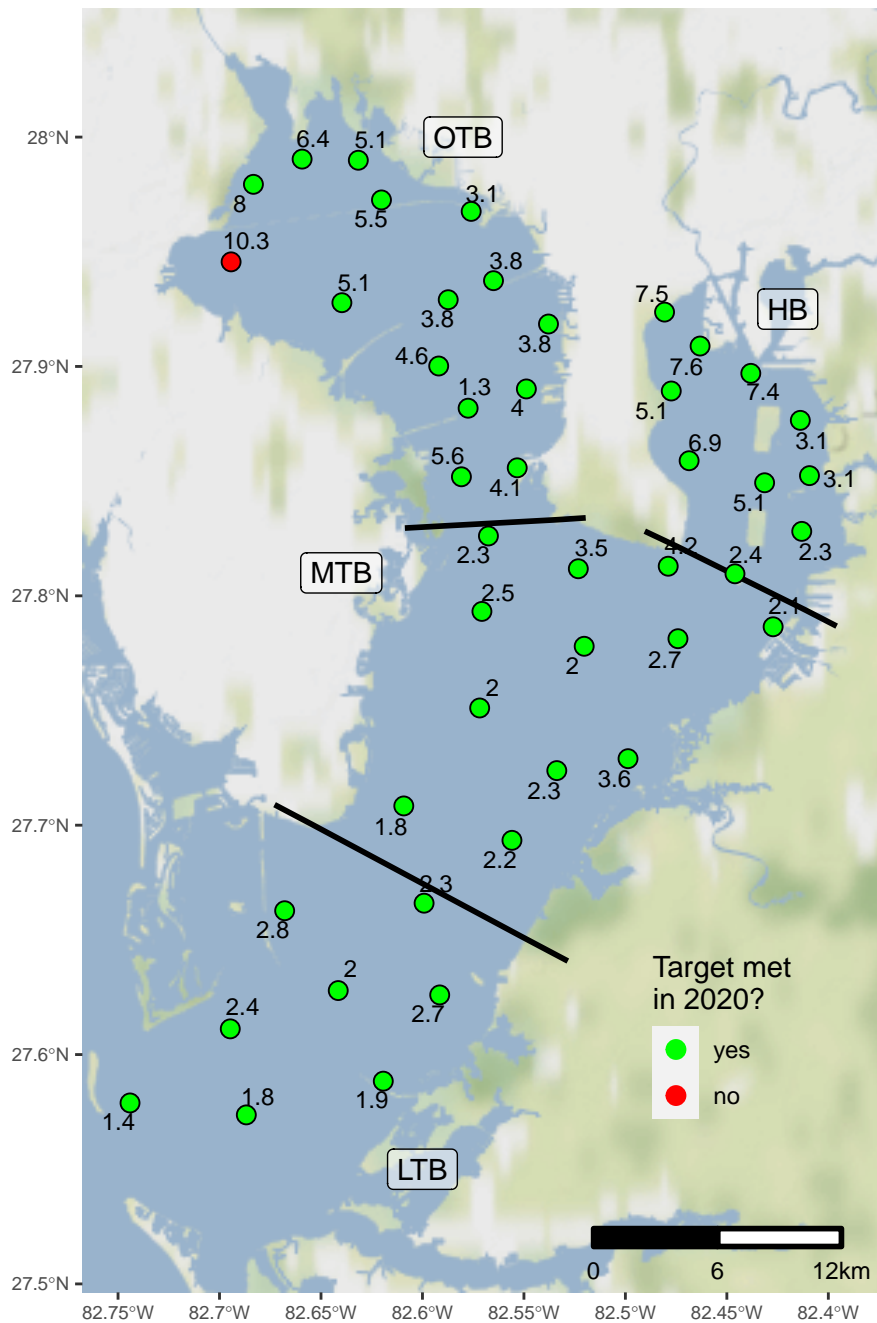 28°N
27.9°N
27.8°N
27.7°N
27.6°N
27.5°N
OTB
6.4
5.1
8
5.5
3.1
10.3
5.1
3.8
3.8
3.8
4.6
1.3
4
5.6
4.1
HB
7.5
7.6
7.4
5.1
3.1
6.9
3.1
5.1
2.3
MTB
2.3
3.5
4.2
2.4
2.1
2.5
2
2.7
2
2.3
3.6
1.8
2.2
2.3
2.8
2
2.7
2.4
1.4
1.8
1.9
LTB
Target met
in 2020?
yes
no
0 6 12km
82.75°W 82.7°W 82.65°W 82.6°W 82.55°W 82.5°W 82.45°W 82.4°W